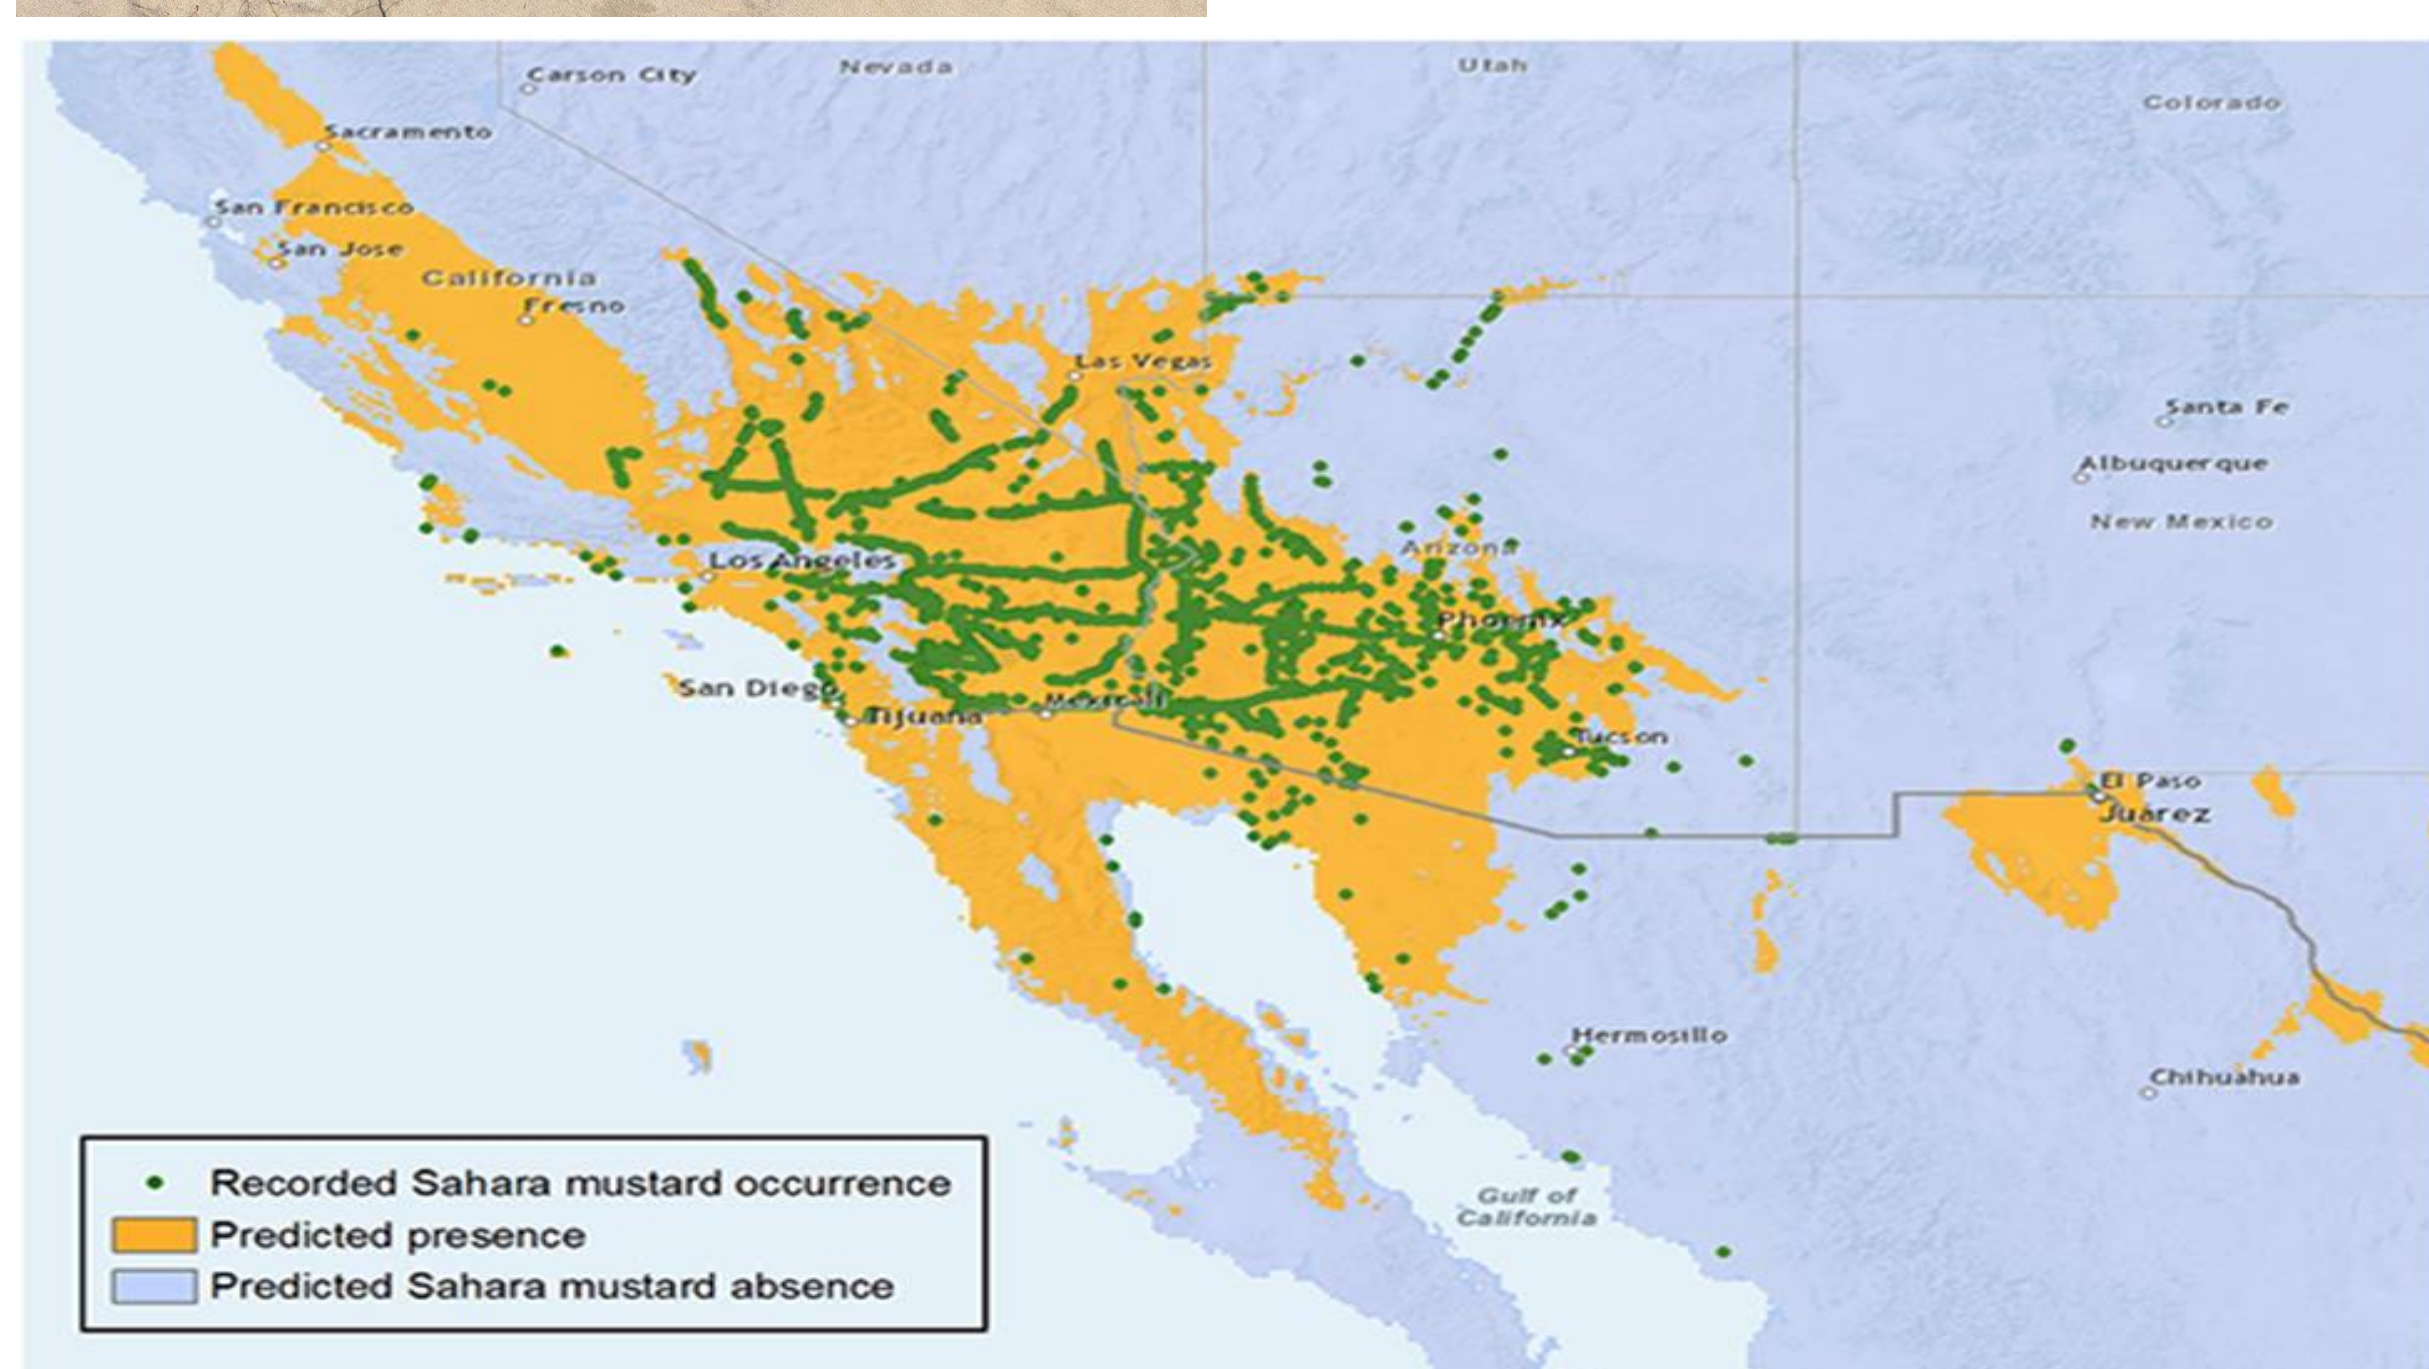 Carson City
Nevada
Utah
Colorado
Sacramento
San Francisco
San Jose
California
Fresno
Las Vegas
Santa Fe
Albuquerque
New Mexico
Arizona
Los Angeles
Phoenix
San Diego
Mexicali
Tijuana
Tucson
El Paso
Juárez
Hermosillo
Chihuahua
Gulf of
California
Recorded Sahara mustard occurrence
Predicted presence
Predicted Sahara mustard absence